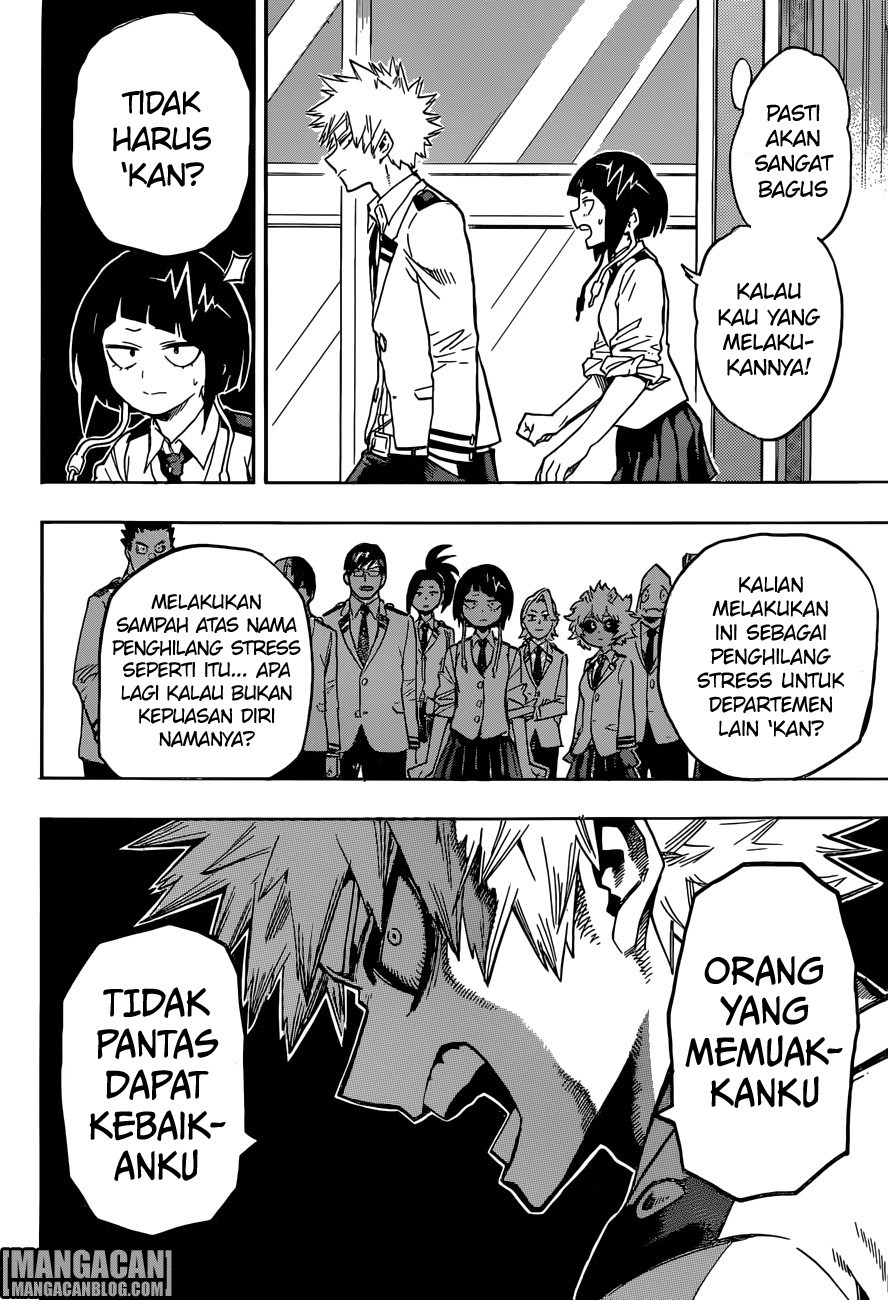 PASTI
AKAN
SANGAT
BAGUS
KALAU
KAU YANG
MELAKU-
KANNYA!
TIDAK
HARUS
'KAN?
KALIAN
MELAKUKAN
INI SEBAGAI
PENGHILANG
STRESS UNTUK
DEPARTEMEN
LAIN 'KAN?
MELAKUKAN
SAMPAH ATAS NAMA
PENGHILANG STRESS
SEPERTI ITU... APA
LAGI KALAU BUKAN
KEPUASAN DIRI
NAMANYA?
ORANG
YANG
MEMUAK-
KANKU
TIDAK
PANTAS
DAPAT
KEBAIK-
ANKU
[MANGACAN]
MANGACANBLOG.COM